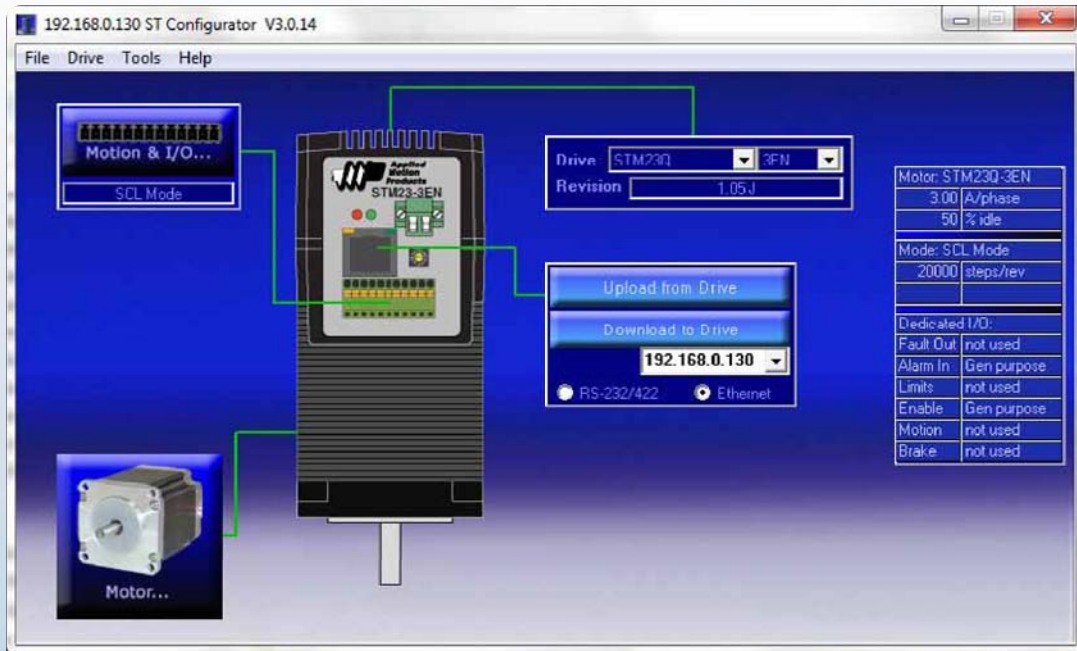 192.168.0.130 ST Configurator V3.0.14
File Drive Tools Help
Motion & I/O...
SCL Mode
Applied
Motion
Products
STM23-3EN
Drive STM23Q 3EN
Revision 1.05J
Upload from Drive
Download to Drive
192.168.0.130
RS-232/422 Ethernet
Motor: STM23Q-3EN
3.00 A/phase
50 % idle
Mode: SCL Mode
20000 steps/rev
Dedicated I/O:
Fault Out not used
Alarm In Gen purpose
Limits not used
Enable Gen purpose
Motion not used
Brake not used
Motor...